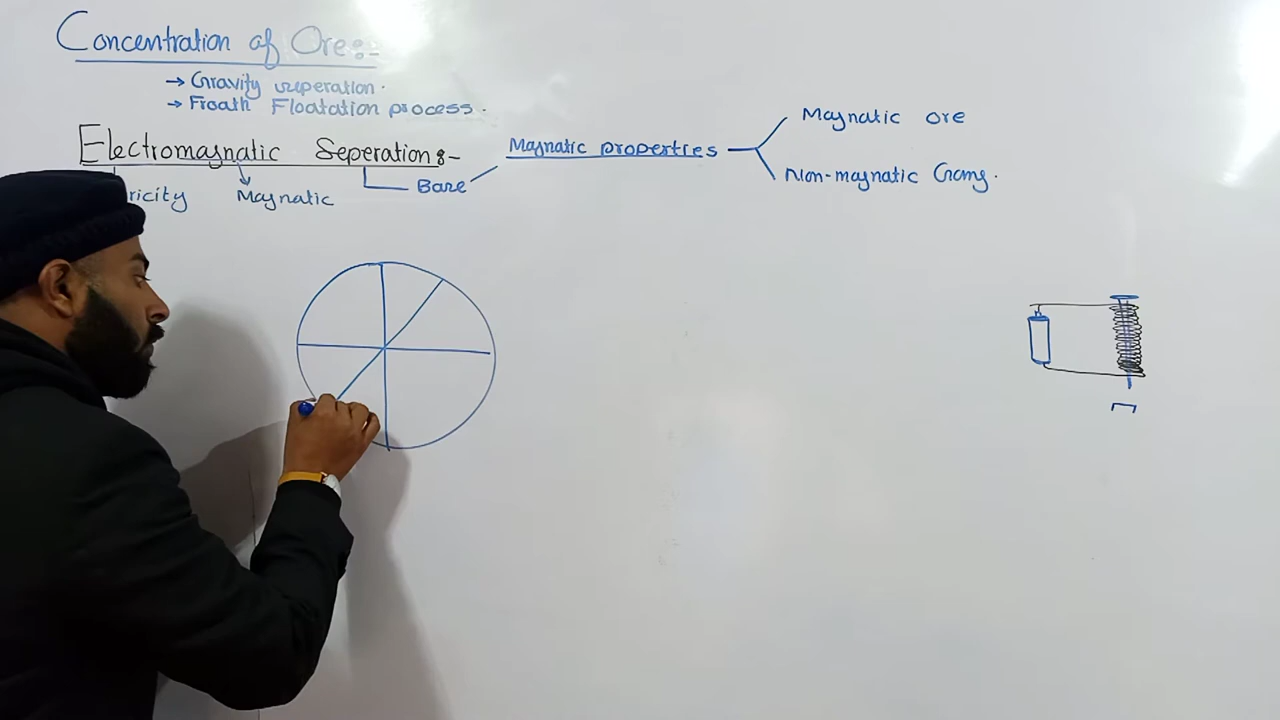 Concentration of Ore:-
→ Gravity seperation.
→ Froath Floatation process.
Electromagnatic Seperation:-
Magnatic properties
Magnatic ore
Non-magnatic Gang.
ricity
Magnatic
Base